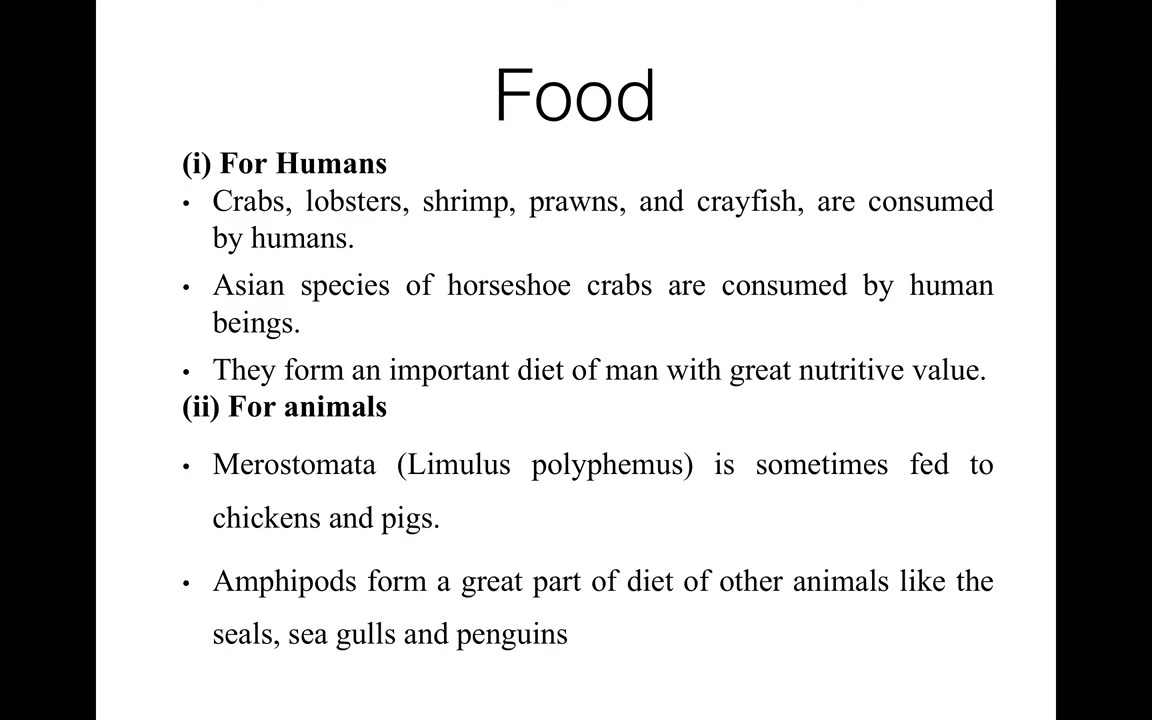 Food
(i) For Humans
• Crabs, lobsters, shrimp, prawns, and crayfish, are consumed
by humans.
• Asian species of horseshoe crabs are consumed by human
beings.
• They form an important diet of man with great nutritive value.
(ii) For animals
• Merostomata (Limulus polyphemus) is sometimes fed to
chickens and pigs.
• Amphipods form a great part of diet of other animals like the
seals, sea gulls and penguins